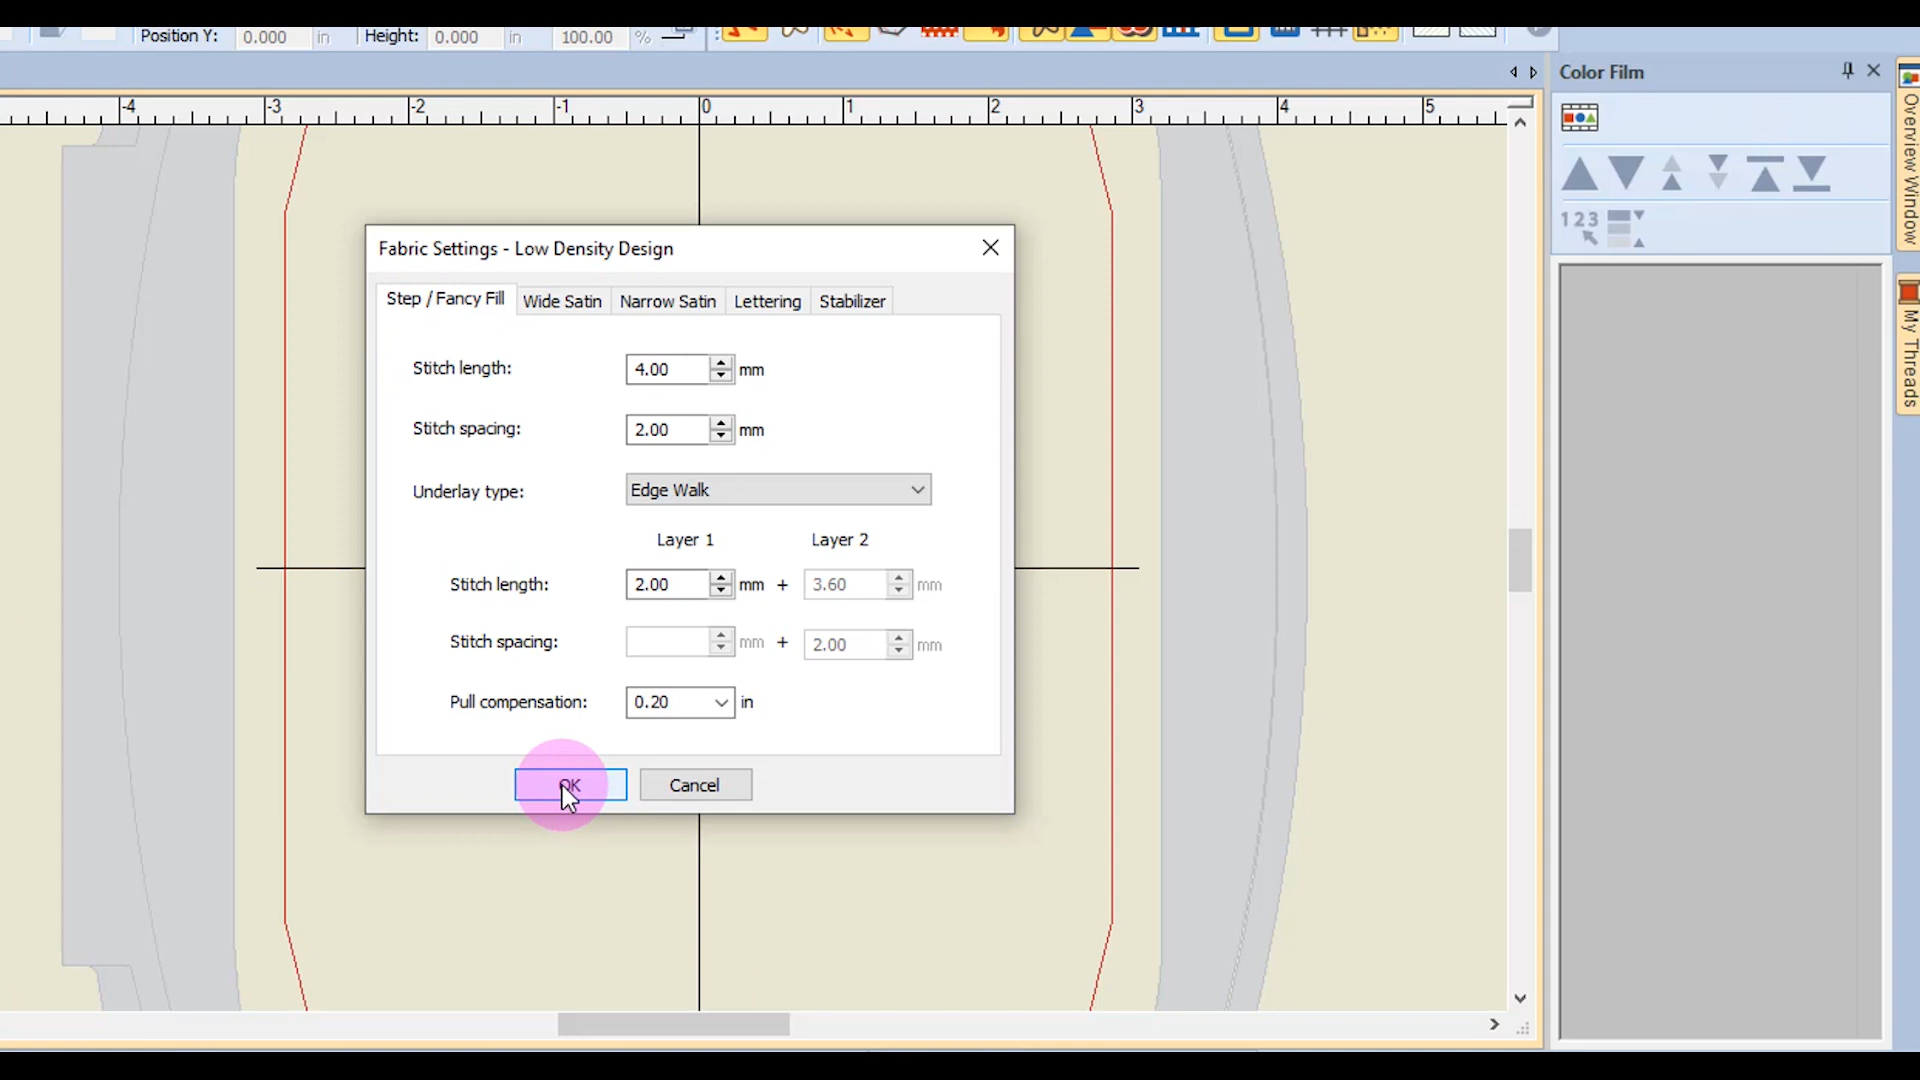 Position Y: 0.000 in Height: 0.000 in 100.00 %
Color Film
-4 -3 -2 -1 0 1 2 3 4 5
Overview Window
My Threads
1 2 3
Fabric Settings - Low Density Design
Step / Fancy Fill Wide Satin Narrow Satin Lettering Stabilizer
Stitch length: 4.00 mm
Stitch spacing: 2.00 mm
Underlay type: Edge Walk
Layer 1 Layer 2
Stitch length: 2.00 mm + 3.60 mm
Stitch spacing: mm + 2.00 mm
Pull compensation: 0.20 in
OK Cancel